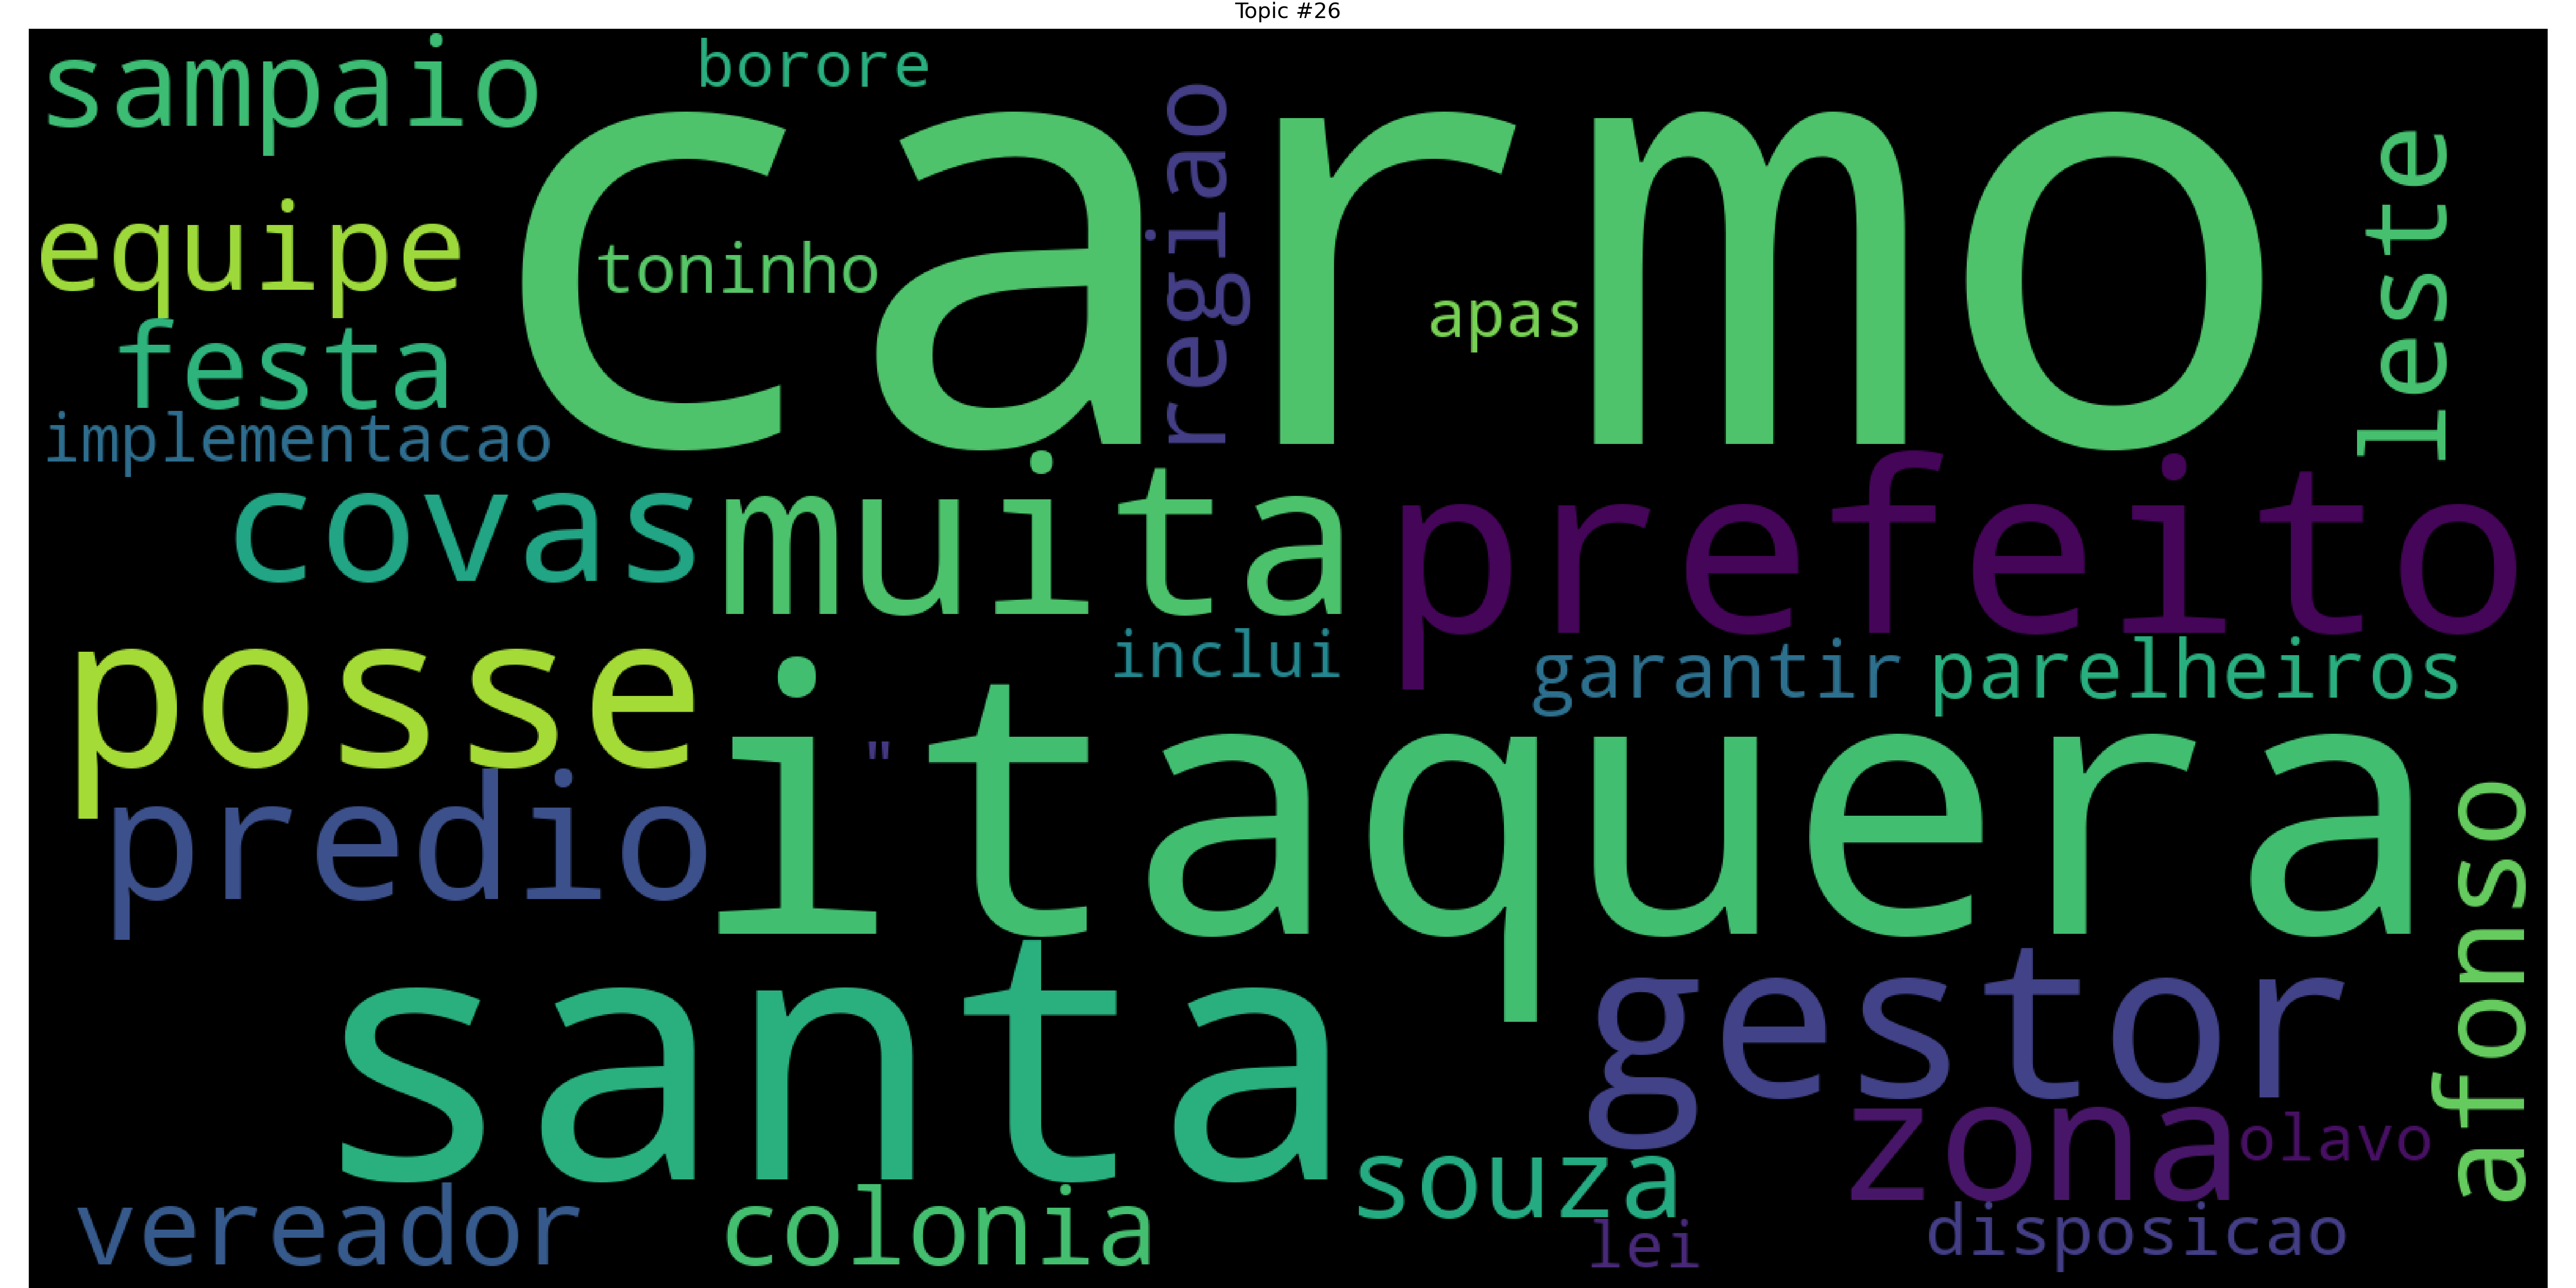 Topic #26
sampaio
borore
carmo
regiao
leste
equipe
toninho
apas
festa
implementacao
covas
muita
prefeito
posse
inclui
garantir
parelheiros
predio
"
itaquera
afonso
santa
gestor
zona
olavo
souza
vereador
colonia
lei
disposicao